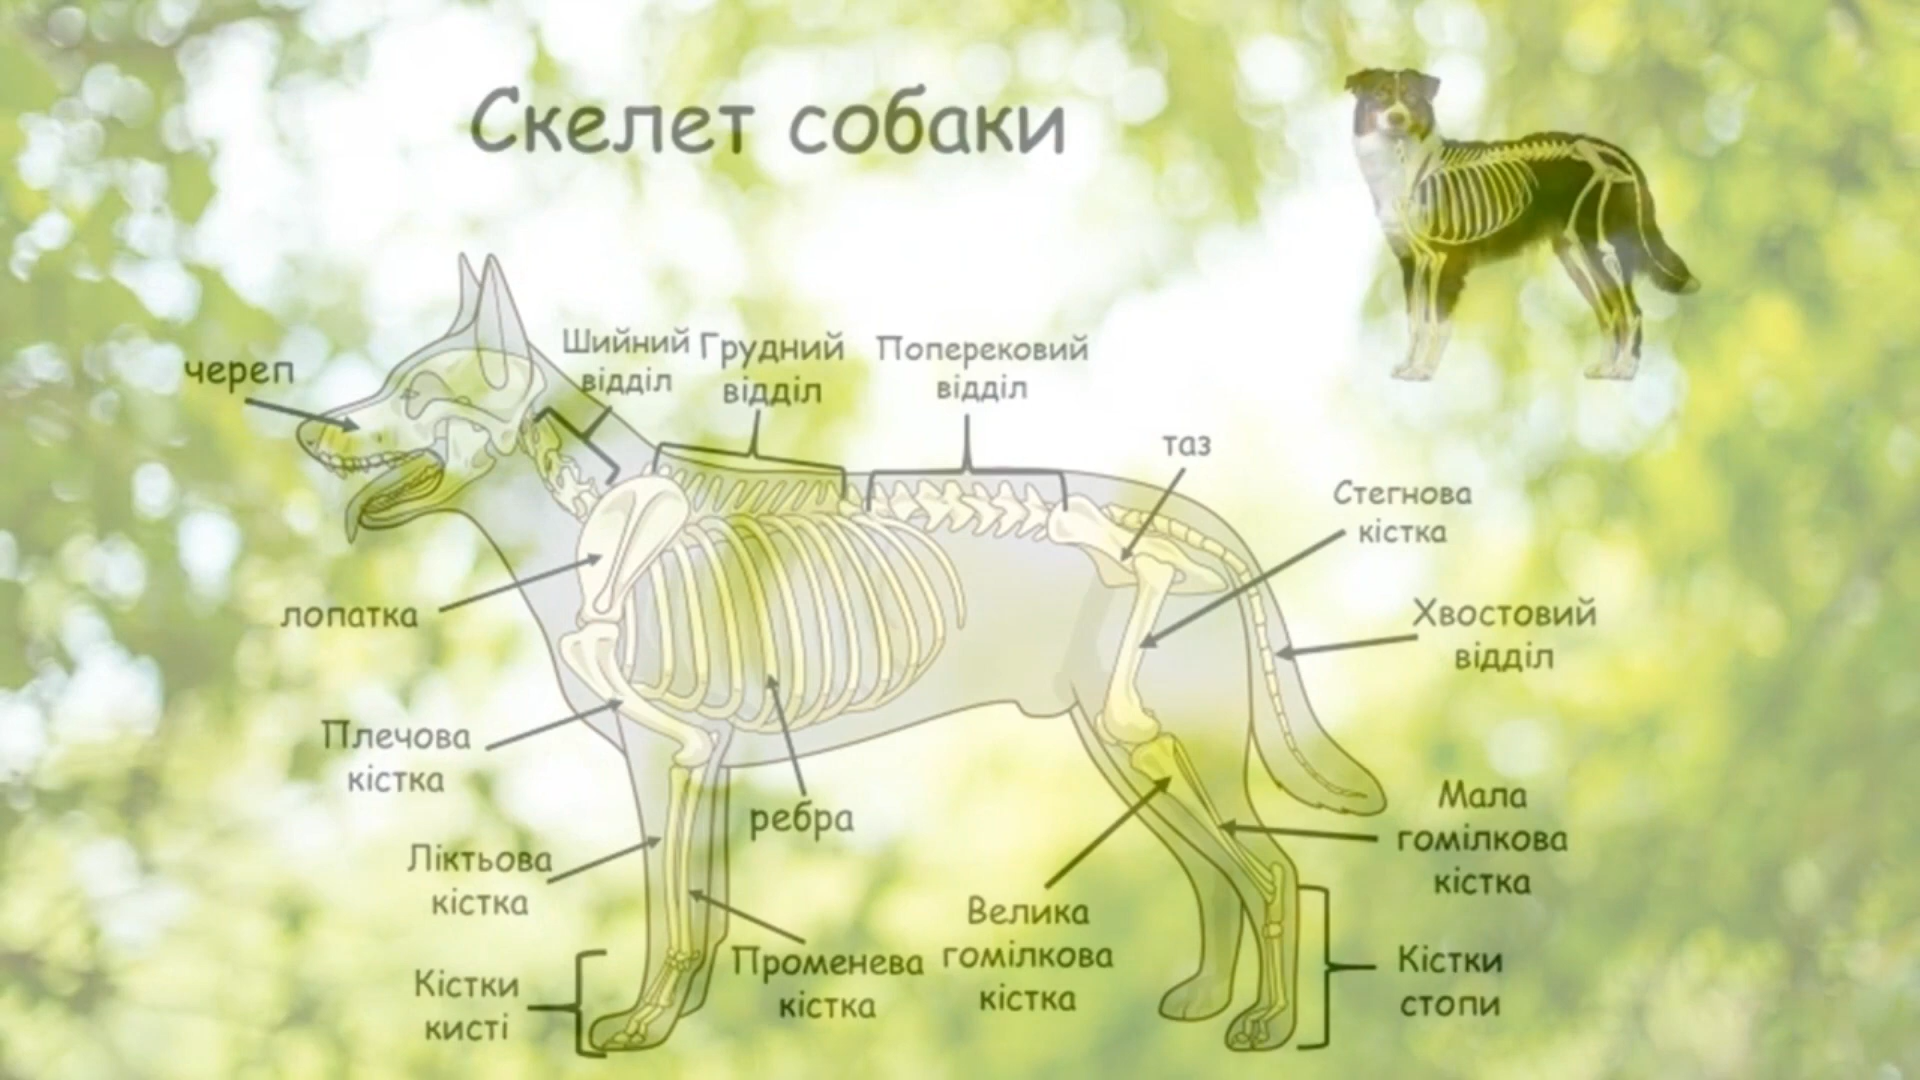 Скелет собаки
череп
Шийний
відділ
Грудний
відділ
Поперековий
відділ
таз
Стегнова
кістка
лопатка
Хвостовий
відділ
Плечова
кістка
ребра
Мала
гомілкова
кістка
Ліктьова
кістка
Велика
гомілкова
кістка
Променева
кістка
Кістки
стопи
Кістки
кисті